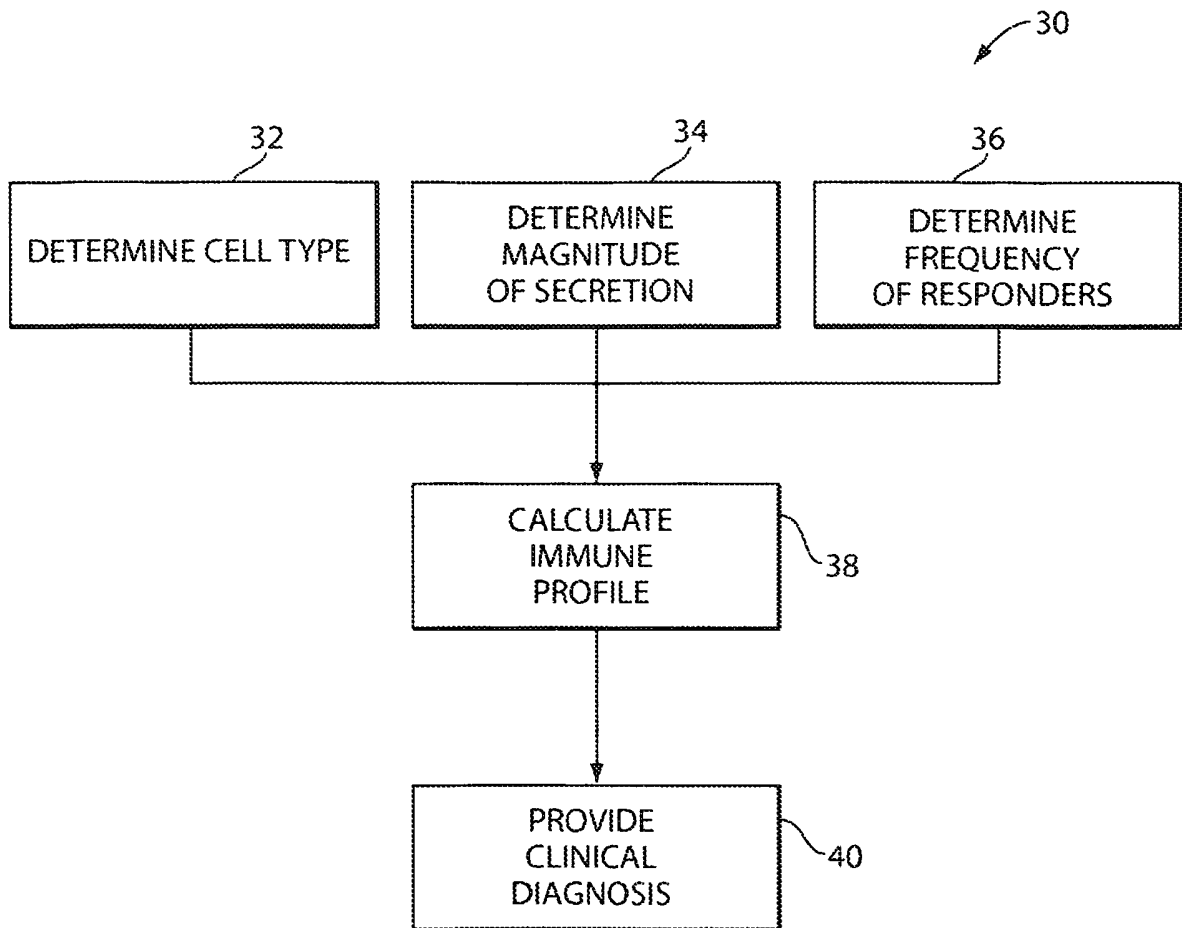 30
32
34
36
DETERMINE CELL TYPE
DETERMINE
MAGNITUDE
OF SECRETION
DETERMINE
FREQUENCY
OF RESPONDERS
CALCULATE
IMMUNE
PROFILE
38
PROVIDE
CLINICAL
DIAGNOSIS
40